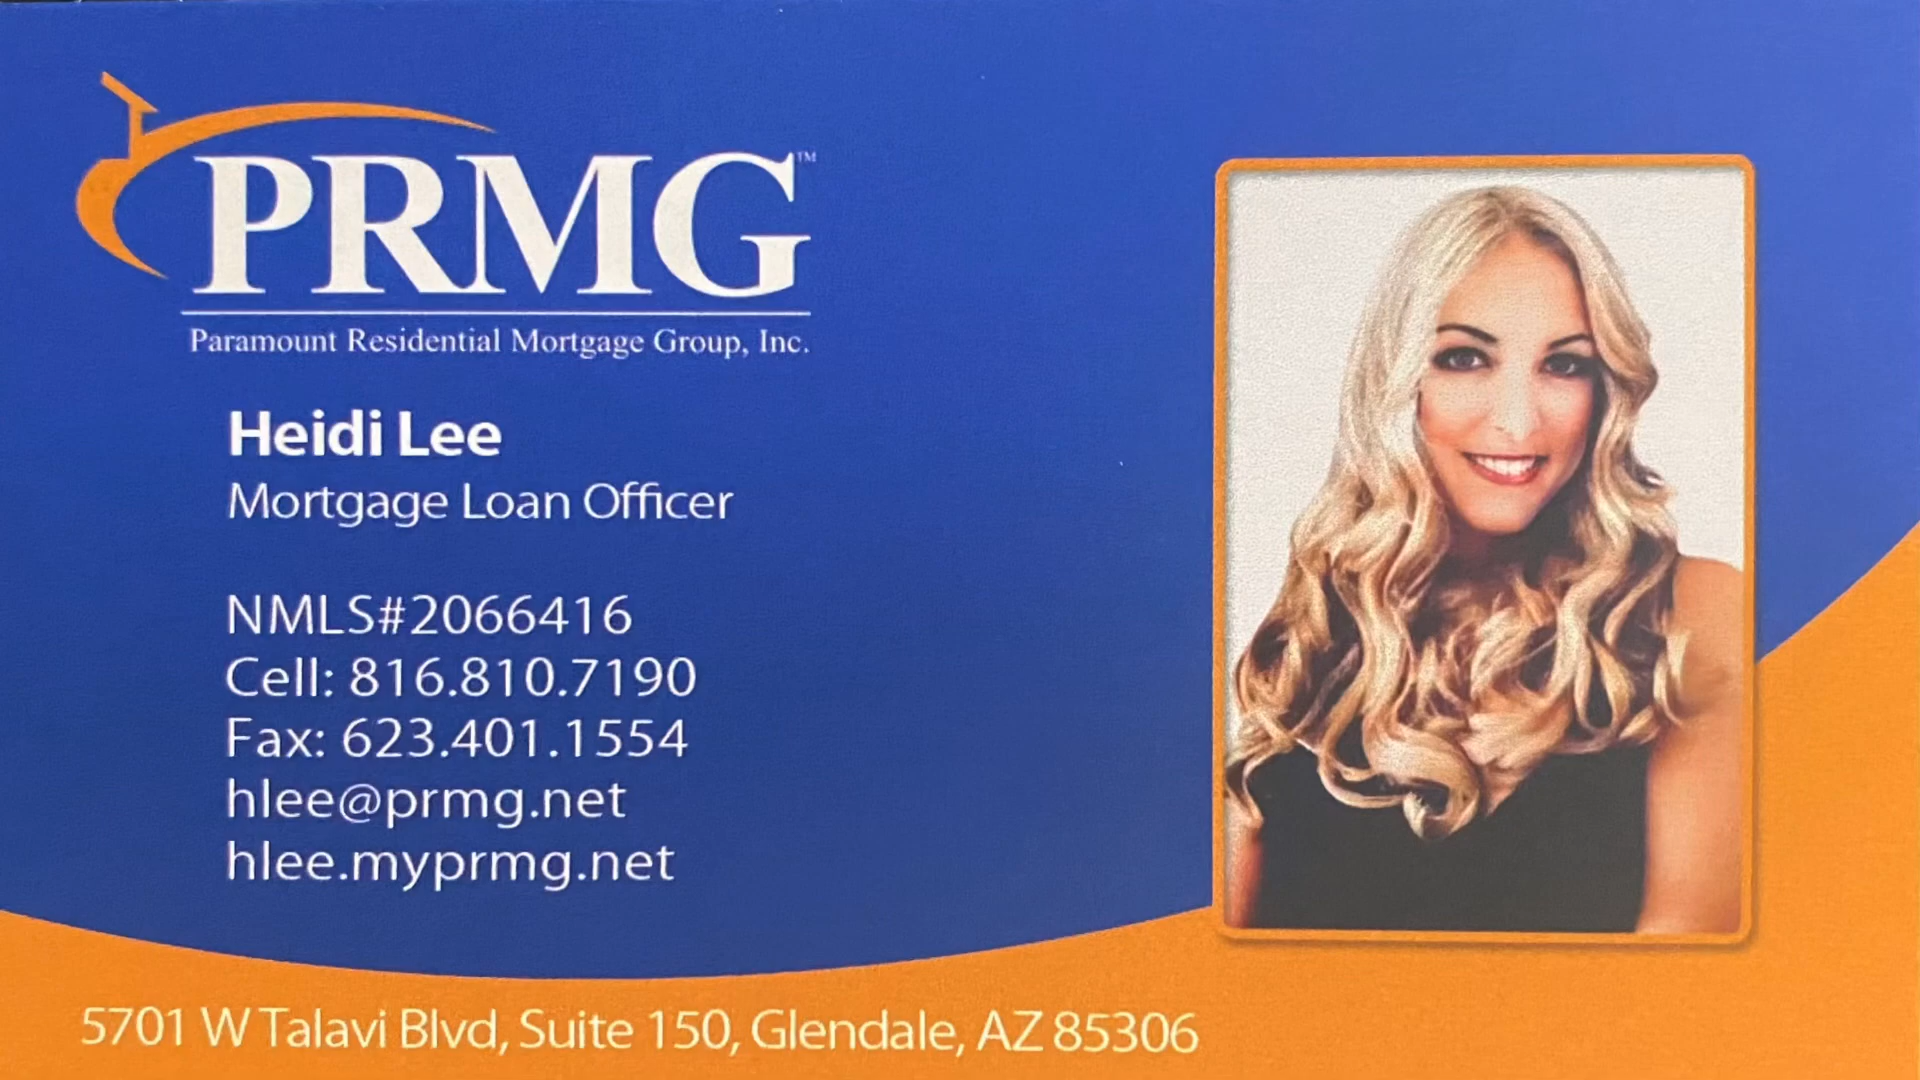 PRMG™
Paramount Residential Mortgage Group, Inc.
Heidi Lee
Mortgage Loan Officer
NMLS#2066416
Cell: 816.810.7190
Fax: 623.401.1554
hlee@prmg.net
hlee.myprmg.net
5701 W Talavi Blvd, Suite 150, Glendale, AZ 85306